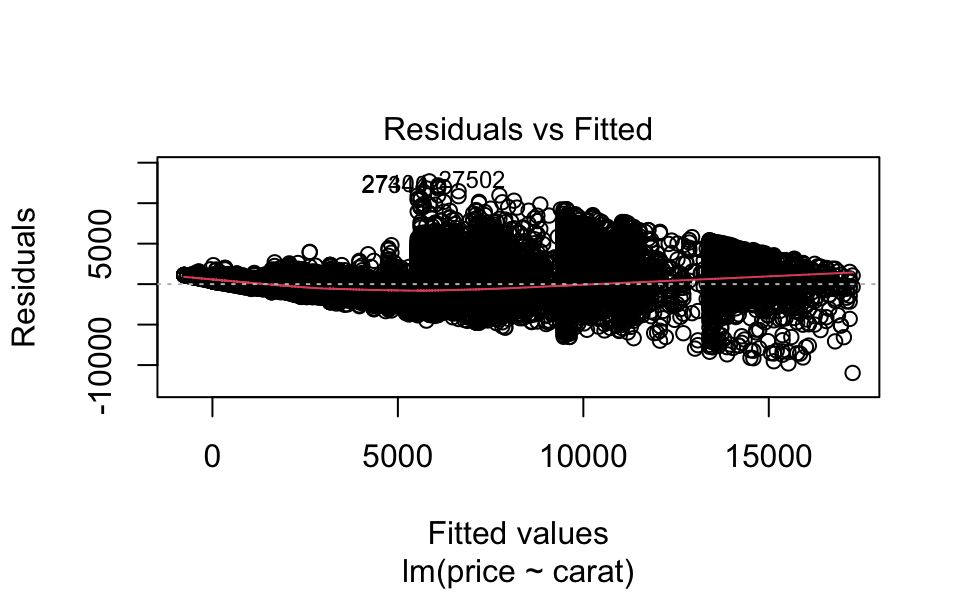 Residuals vs Fitted
27502
Residuals
5000
-10000
0 5000 10000 15000
Fitted values
lm(price ~ carat)